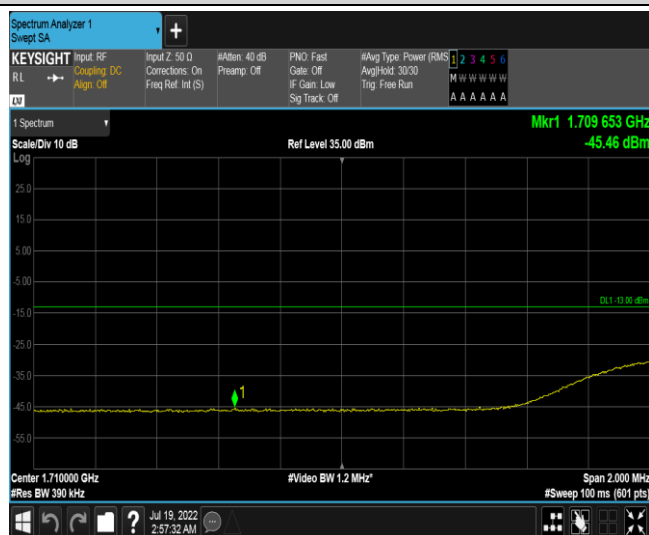 Spectrum Analyzer 1
Swept SA
KEYSIGHT
RL
LXI
Input: RF
Coupling: DC
Align: Off
Input Z: 50 Ω
Corrections: On
Freq Ref: Int (S)
#Atten: 40 dB
Preamp: Off
PNO: Fast
Gate: Off
IF Gain: Low
Sig Track: Off
#Avg Type: Power (RMS
Avg|Hold: 30/30
Trig: Free Run
1 2 3 4 5 6
M W W W W W
A A A A A A
1 Spectrum
Scale/Div 10 dB
Log
Ref Level 35.00 dBm
Mkr1 1.709 653 GHz
-45.46 dBm
25.0
15.0
5.00
-5.00
DL1 -13.00 dBm
-15.0
-25.0
-35.0
1
-45.0
-55.0
Center 1.710000 GHz
#Res BW 390 kHz
#Video BW 1.2 MHz*
Span 2.000 MHz
#Sweep 100 ms (601 pts)
?
Jul 19, 2022
2:57:32 AM